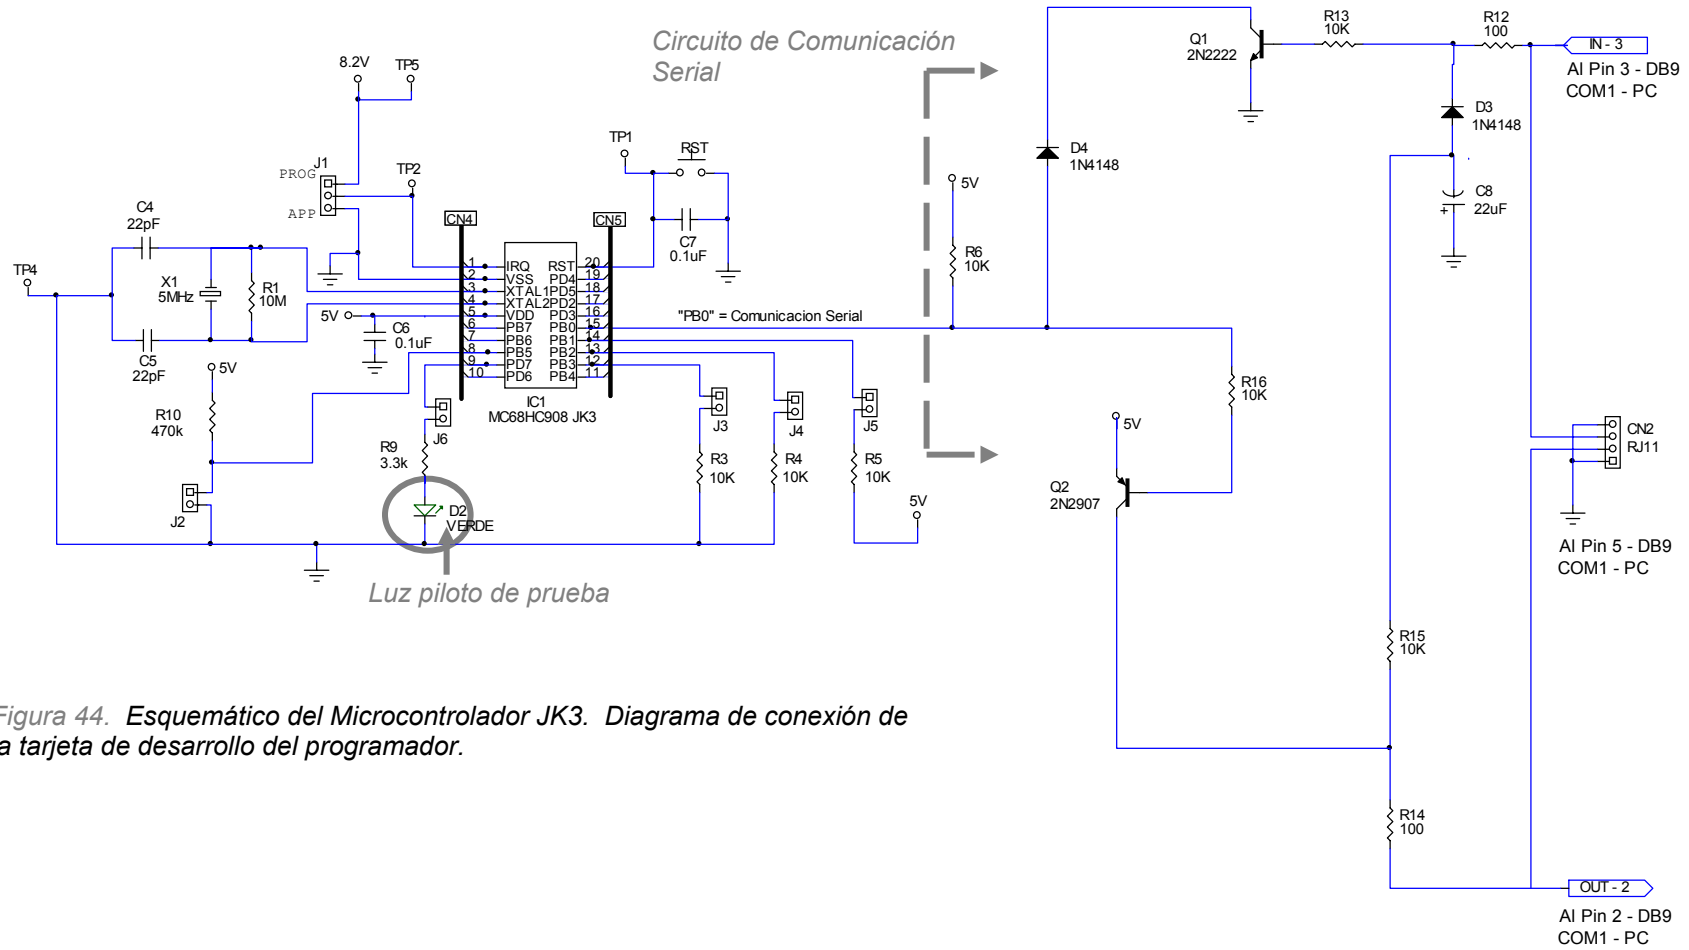 Circuito de Comunicación
Serial
8.2V
TP5
J1
PROG
APP
TP2
C4
22pF
TP4
X1
5MHz
R1
10M
C5
22pF
5V
C6
0.1uF
5V
R10
470k
J2
CN4
CN5
1 IRQ
2 VSS
3 XTAL1
4 XTAL2
5 VDD
6 PB7
7 PB6
8 PB5
9 PD7
10 PD6
RST 20
PD4 19
PD5 18
PD2 17
PD3 16
PB0 15
PB1 14
PB2 13
PB3 12
PB4 11
IC1
MC68HC908 JK3
TP1
RST
C7
0.1uF
"PB0" = Comunicacion Serial
J6
R9
3.3k
D2
VERDE
Luz piloto de prueba
J3
R3
10K
J4
R4
10K
J5
R5
10K
5V
5V
R6
10K
D4
1N4148
Q1
2N2222
R13
10K
R12
100
IN - 3
Al Pin 3 - DB9
COM1 - PC
D3
1N4148
C8
22uF
+
R16
10K
5V
Q2
2N2907
CN2
RJ11
Al Pin 5 - DB9
COM1 - PC
R15
10K
R14
100
OUT - 2
Al Pin 2 - DB9
COM1 - PC
Figura 44. Esquemático del Microcontrolador JK3. Diagrama de conexión de
a tarjeta de desarrollo del programador.